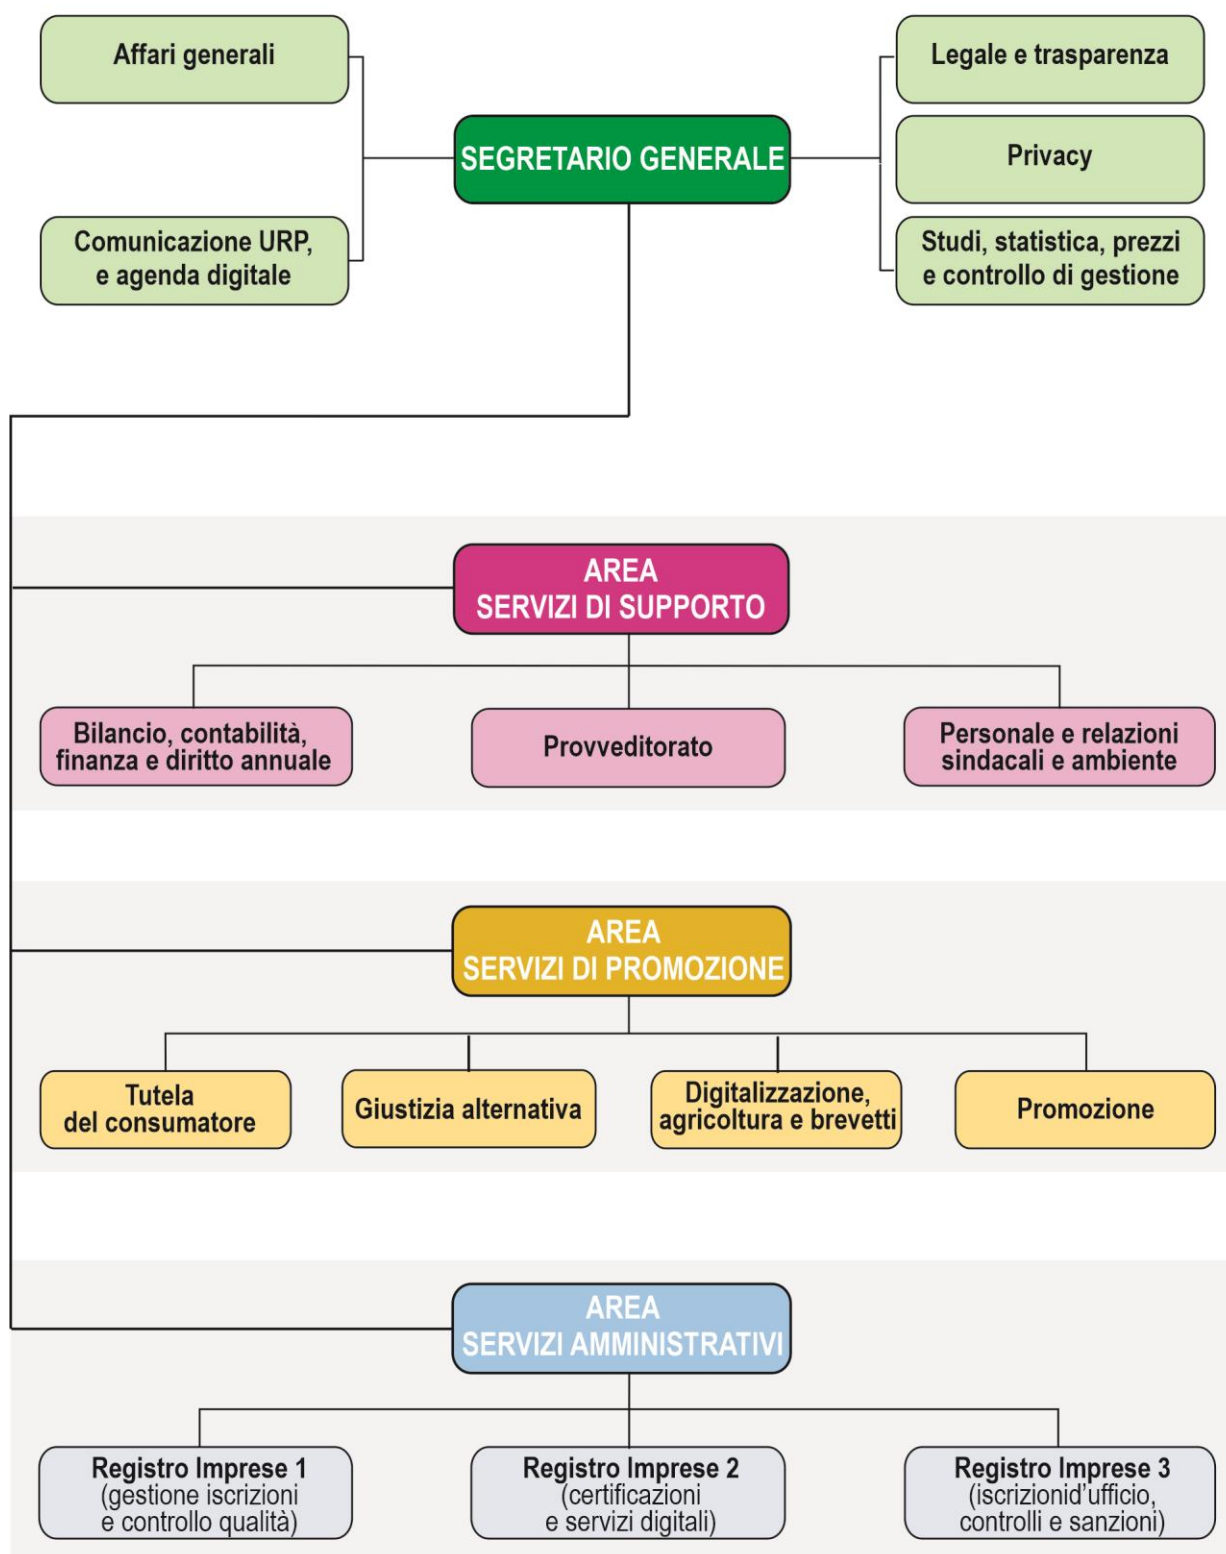 Affari generali
Legale e trasparenza
SEGRETARIO GENERALE
Privacy
Comunicazione URP,
e agenda digitale
Studi, statistica, prezzi
e controllo di gestione
AREA
SERVIZI DI SUPPORTO
Bilancio, contabilità,
finanza e diritto annuale
Provveditorato
Personale e relazioni
sindacali e ambiente
AREA
SERVIZI DI PROMOZIONE
Tutela
del consumatore
Giustizia alternativa
Digitalizzazione,
agricoltura e brevetti
Promozione
AREA
SERVIZI AMMINISTRATIVI
Registro Imprese 1
(gestione iscrizioni
e controllo qualità)
Registro Imprese 2
(certificazioni
e servizi digitali)
Registro Imprese 3
(iscrizionid'ufficio,
controlli e sanzioni)